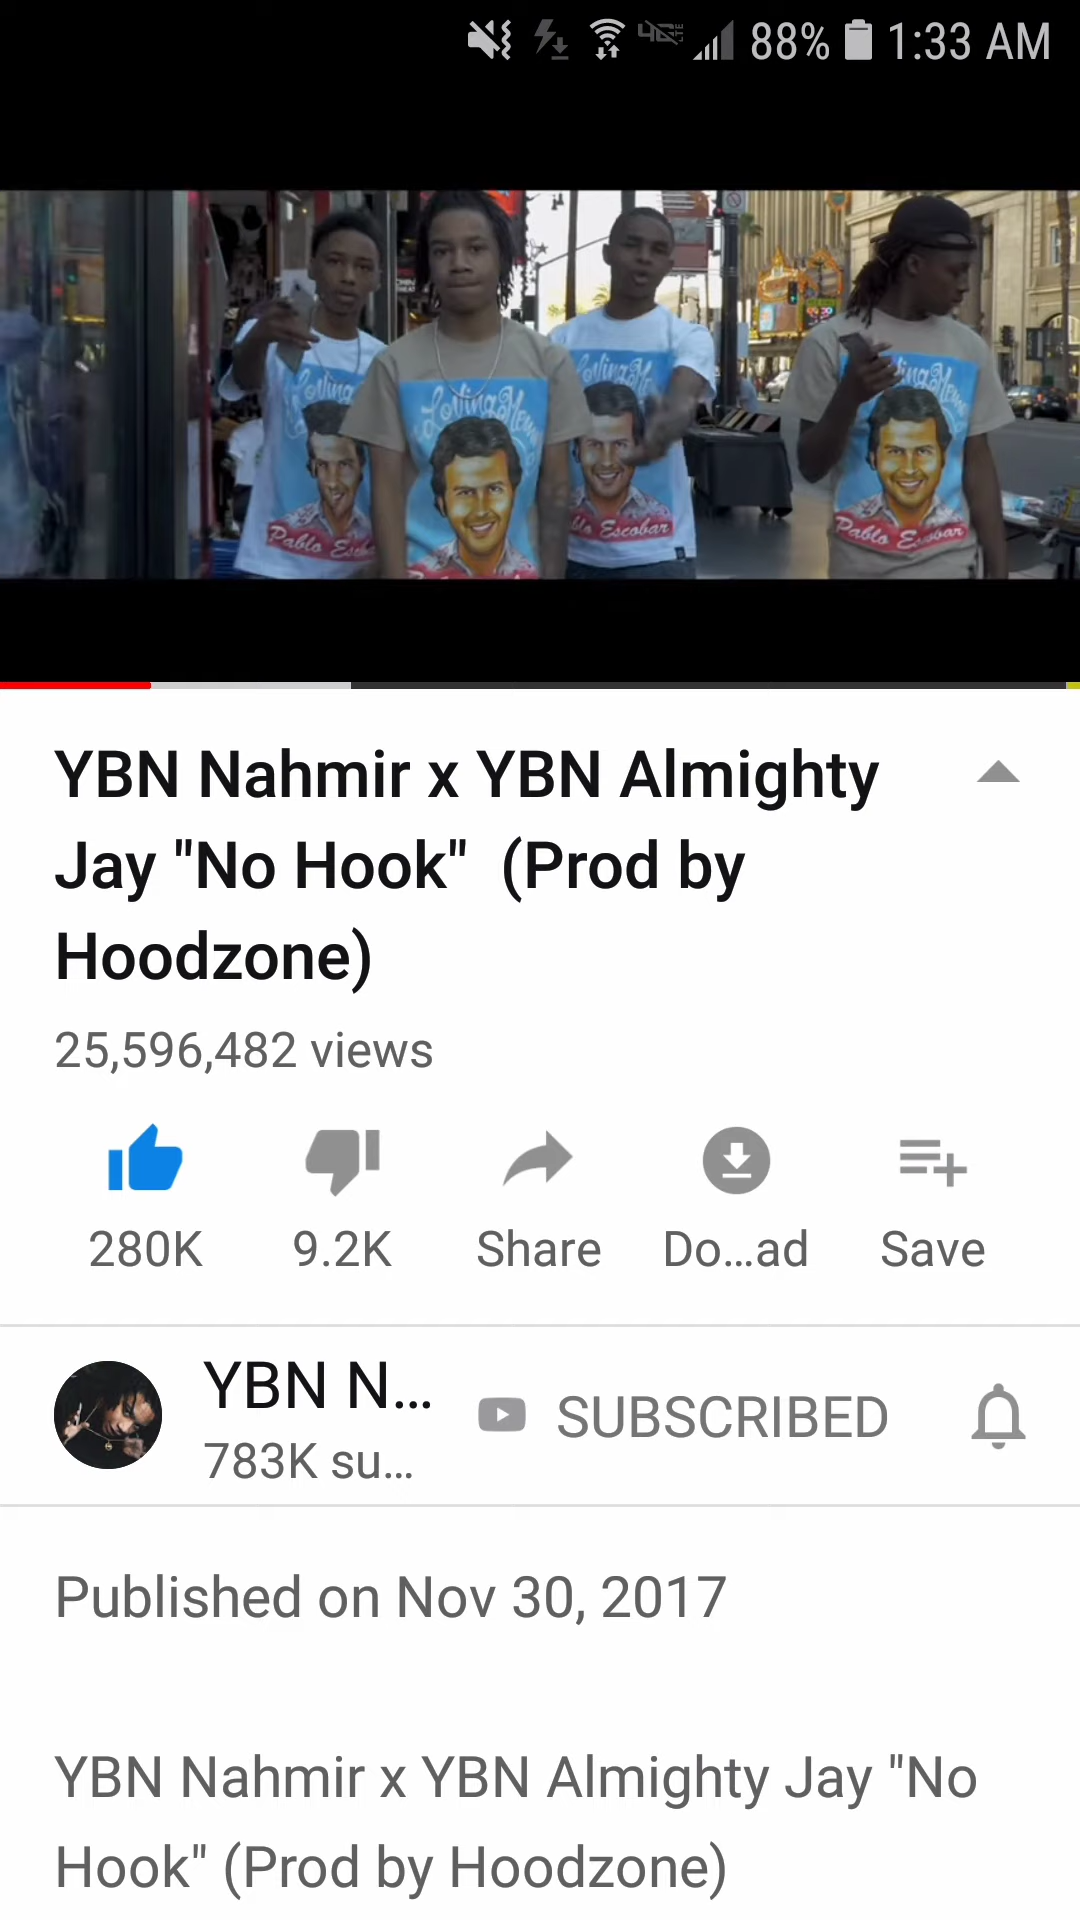 88% 1:33 AM
Loving Memo
Pablo Escobar
Pablo Escobar
YBN Nahmir x YBN Almighty
Jay "No Hook"  (Prod by
Hoodzone)
25,596,482 views
280K 9.2K Share Do...ad Save
YBN N...
783K su...
SUBSCRIBED
Published on Nov 30, 2017
YBN Nahmir x YBN Almighty Jay "No
Hook" (Prod by Hoodzone)